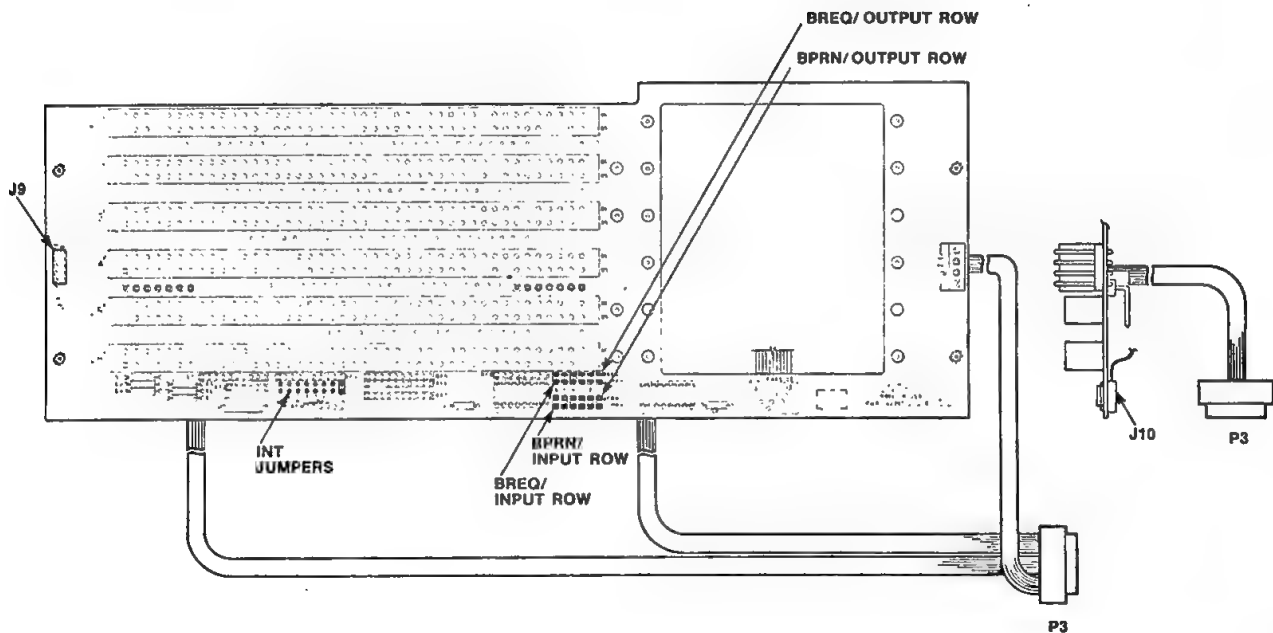 BREQ/ OUTPUT ROW
BPRN/ OUTPUT ROW
J9
INT
JUMPERS
BPRN/
INPUT ROW
BREQ/
INPUT ROW
J10
P3
P3